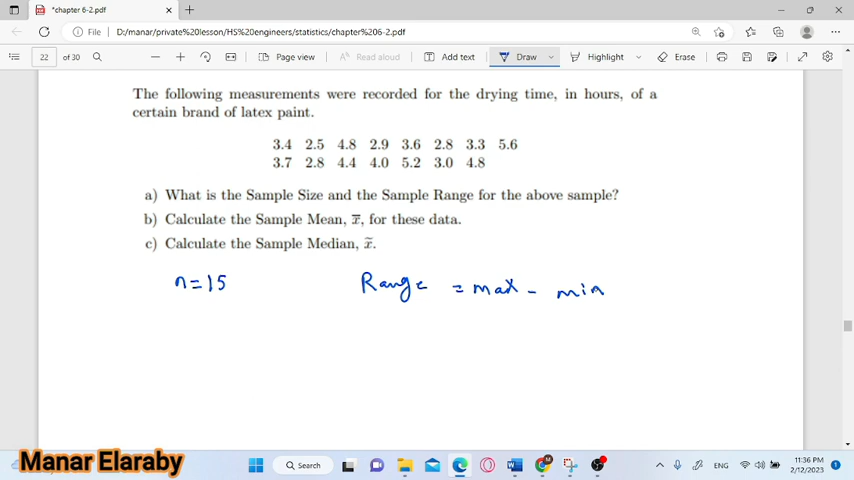 *chapter 6-2.pdf
File
D:/manar/private%20lesson/HS%20engineers/statistics/chapter%206-2.pdf
22 of 30
Page view
Read aloud
Add text
Draw
Highlight
Erase
The following measurements were recorded for the drying time, in hours, of a
certain brand of latex paint.
3.4 2.5 4.8 2.9 3.6 2.8 3.3 5.6
3.7 2.8 4.4 4.0 5.2 3.0 4.8
a) What is the Sample Size and the Sample Range for the above sample?
b) Calculate the Sample Mean, x̅, for these data.
c) Calculate the Sample Median, x̃.
n=15 Range = max - min
Manar Elaraby
Search
ENG
11:36 PM
2/12/2023